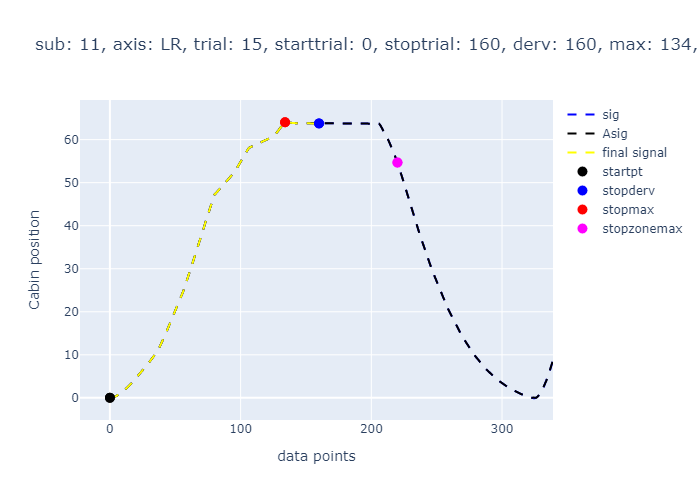 sub: 11, axis: LR, trial: 15, starttrial: 0, stoptrial: 160, derv: 160, max: 134,
sig
Asig
final signal
startpt
stopderv
stopmax
stopzonemax
Cabin position
60
50
40
30
20
10
0
0 100 200 300
data points